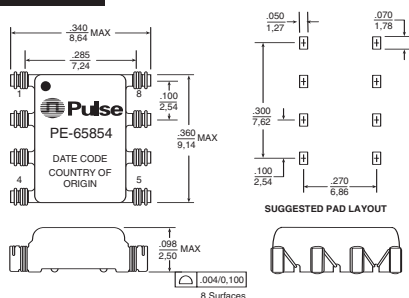 .340
8,64 MAX
.285
7,24
1
8
.100
2,54
Pulse
PE-65854
.360
9,14 MAX
DATE CODE
COUNTRY OF
ORIGIN
4
5
.050
1,27
.070
1,78
.300
7,62
.100
2,54
.270
6,86
SUGGESTED PAD LAYOUT
.098
2,50 MAX
.004/0,100
8 Surfaces